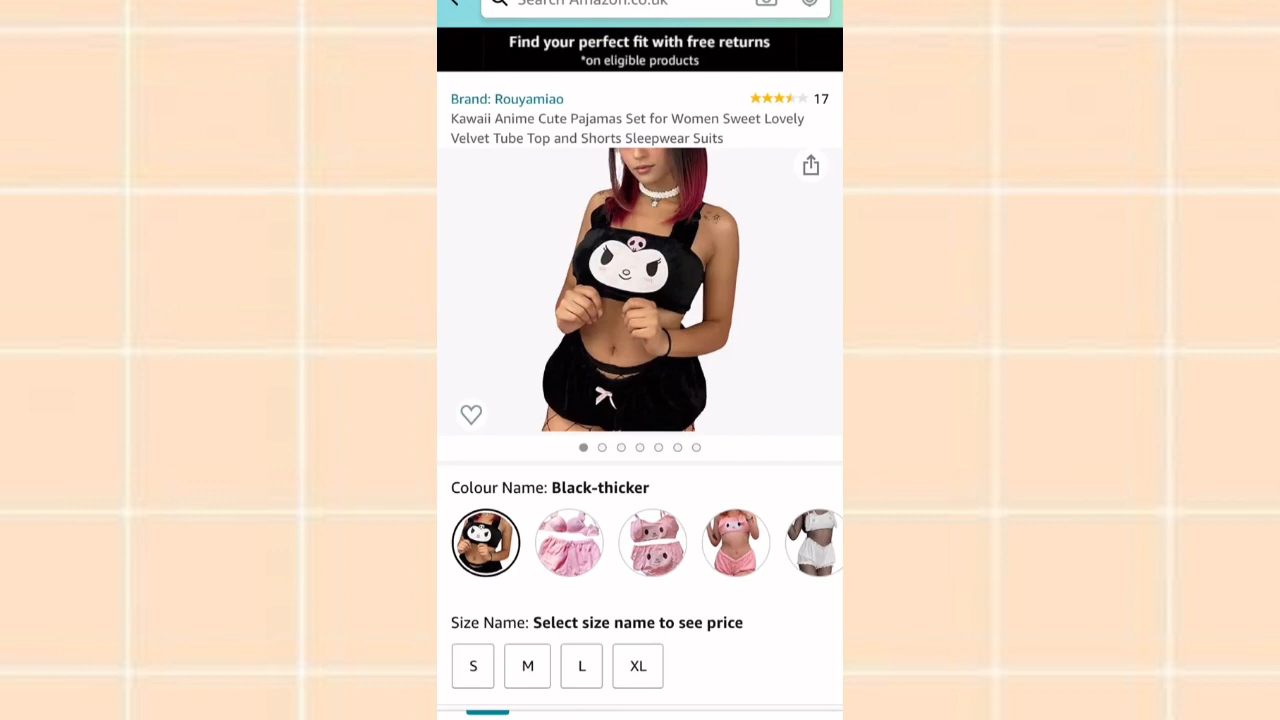 Search Amazon.co.uk
Find your perfect fit with free returns
*on eligible products
Brand: Rouyamiao
17
Kawaii Anime Cute Pajamas Set for Women Sweet Lovely
Velvet Tube Top and Shorts Sleepwear Suits
Colour Name: Black-thicker
Size Name: Select size name to see price
S M L XL